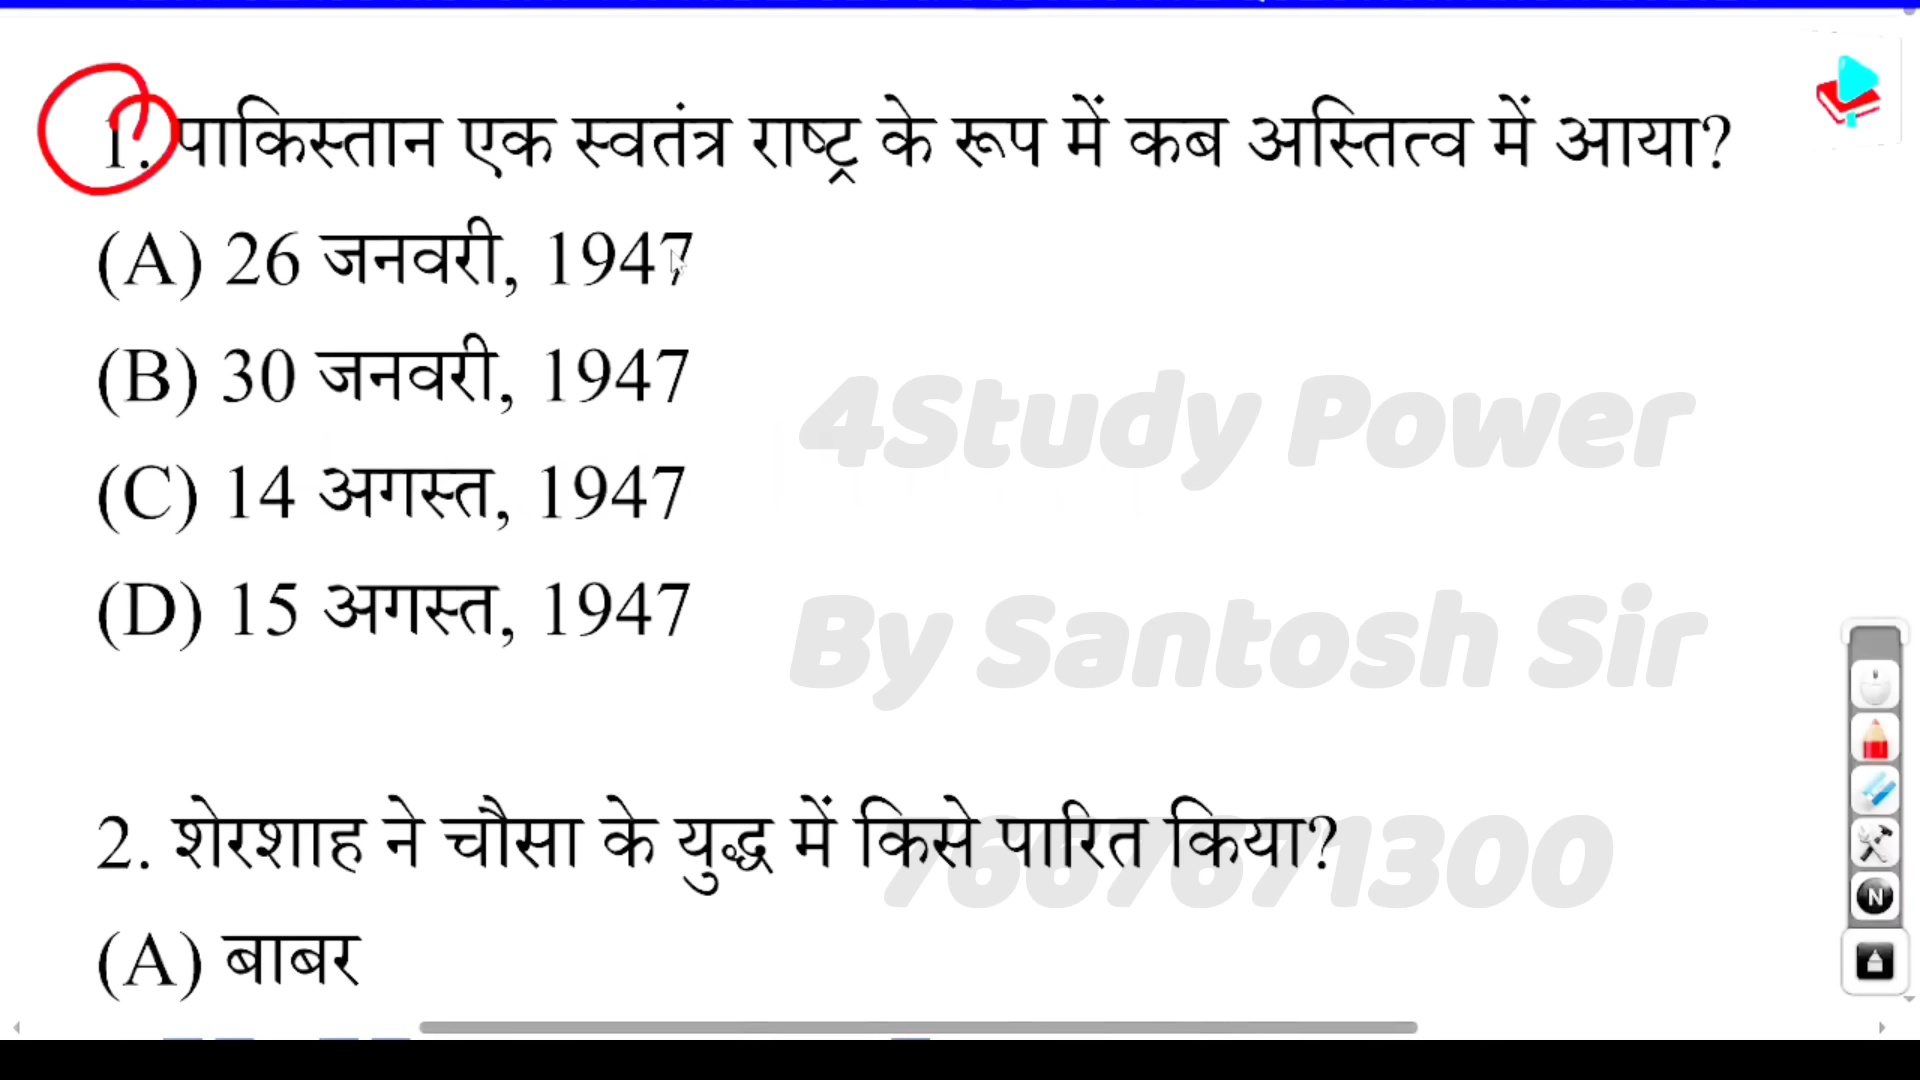 1. पाकिस्तान एक स्वतंत्र राष्ट्र के रूप में कब अस्तित्व में आया?
(A) 26 जनवरी, 1947
(B) 30 जनवरी, 1947
(C) 14 अगस्त, 1947
(D) 15 अगस्त, 1947
4Study Power
By Santosh Sir
2. शेरशाह ने चौसा के युद्ध में किसे पारित किया?
7667671300
(A) बाबर
N